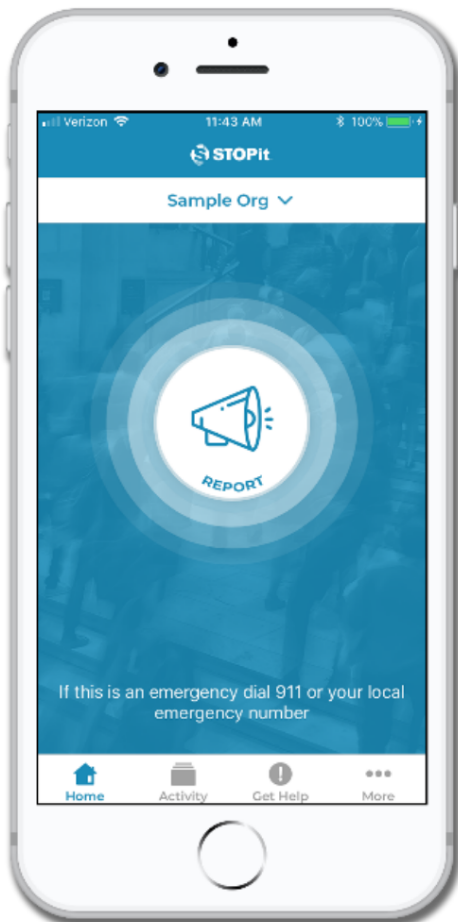 Verizon 11:43 AM 100%
STOPit
Sample Org
REPORT
If this is an emergency dial 911 or your local
emergency number
Home Activity Get Help More